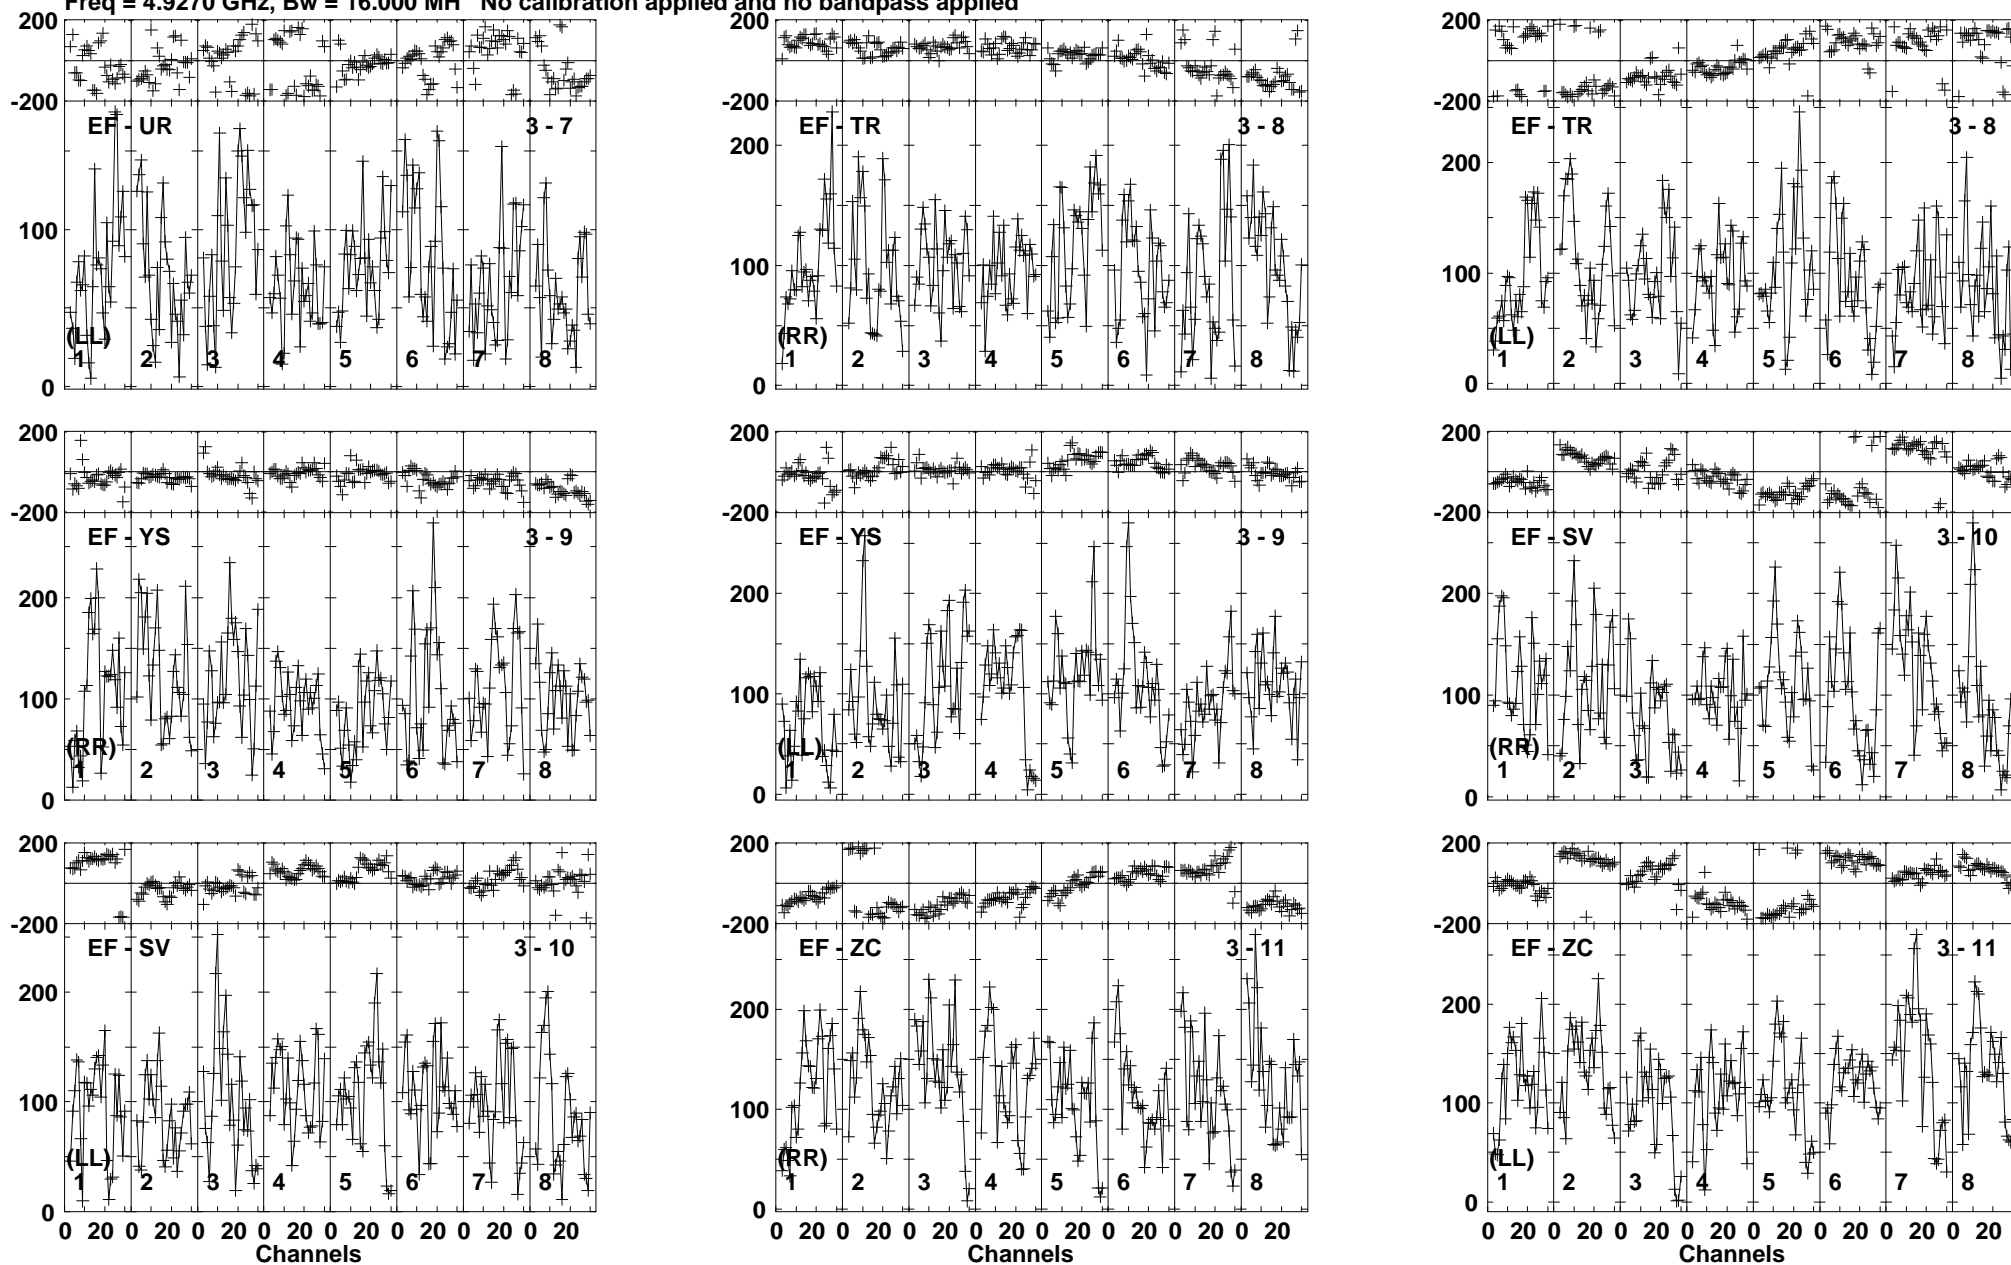 Freq = 4.9270 GHz, Bw = 16.000 MH No calibration applied and no bandpass applied
200 200 200
-200 -200 -200
EF - UR 3 - 7 EF - TR 3 - 8 EF - TR 3 - 8
200 200
100 100 100
(LL) (RR) (LL)
1 2 3 4 5 6 7 8 1 2 3 4 5 6 7 8 1 2 3 4 5 6 7 8
0 0 0
200 200 200
-200 -200 -200
EF - YS 3 - 9 EF - YS 3 - 9 EF - SV 3 - 10
200 200 200
100 100 100
(RR) (LL) (RR)
1 2 3 4 5 6 7 8 1 2 3 4 5 6 7 8 1 2 3 4 5 6 7 8
0 0 0
200 200 200
-200 -200 -200
EF - SV 3 - 10 EF - ZC 3 - 11 EF - ZC 3 - 11
200 200 200
100 100 100
(LL) (RR) (LL)
1 2 3 4 5 6 7 8 1 2 3 4 5 6 7 8 1 2 3 4 5 6 7 8
0 0 0
0 20 0 20 0 20 0 20 0 20 0 20 0 20 0 20 0 20 0 20 0 20 0 20 0 20 0 20 0 20 0 20 0 20 0 20 0 20 0 20 0 20 0 20 0 20 0 20
Channels Channels Channels